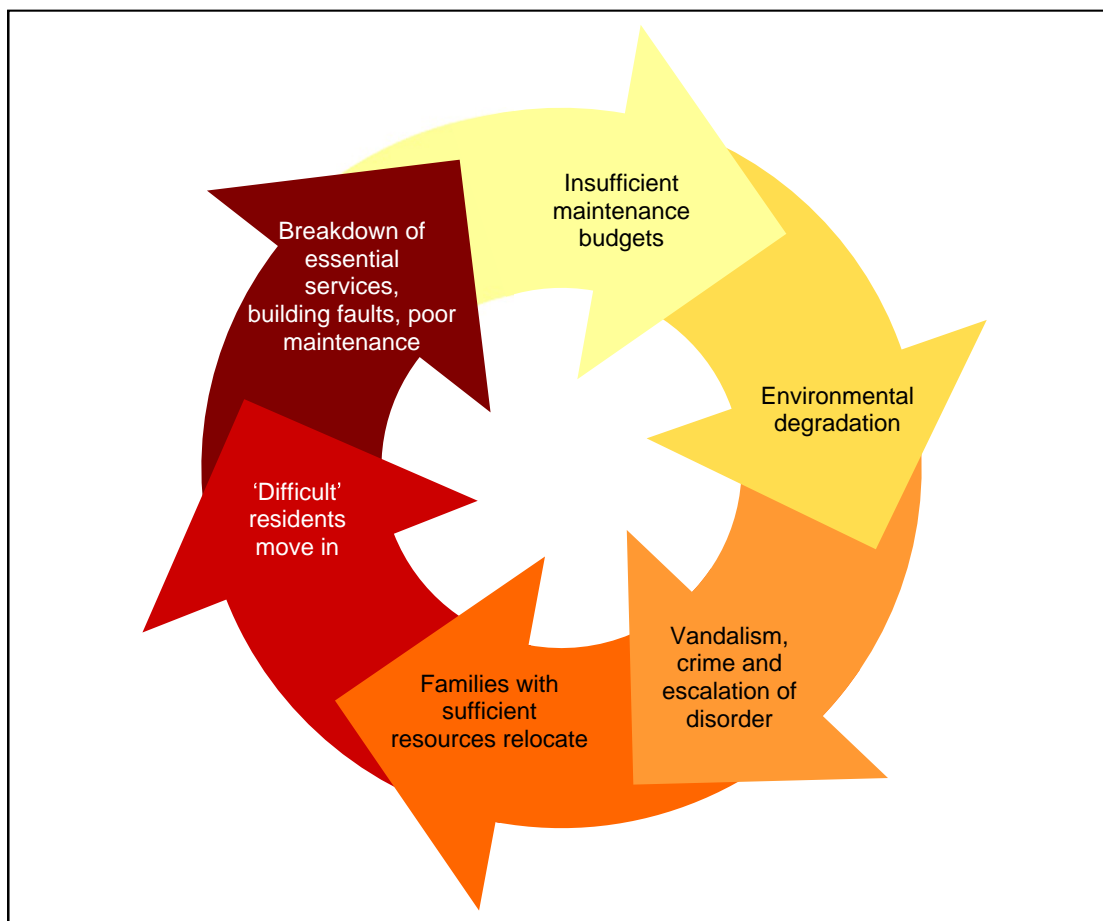 Insufficient
maintenance
budgets
Environmental
degradation
Vandalism,
crime and
escalation of
disorder
Families with
sufficient
resources relocate
‘Difficult’
residents
move in
Breakdown of
essential
services,
building faults, poor
maintenance